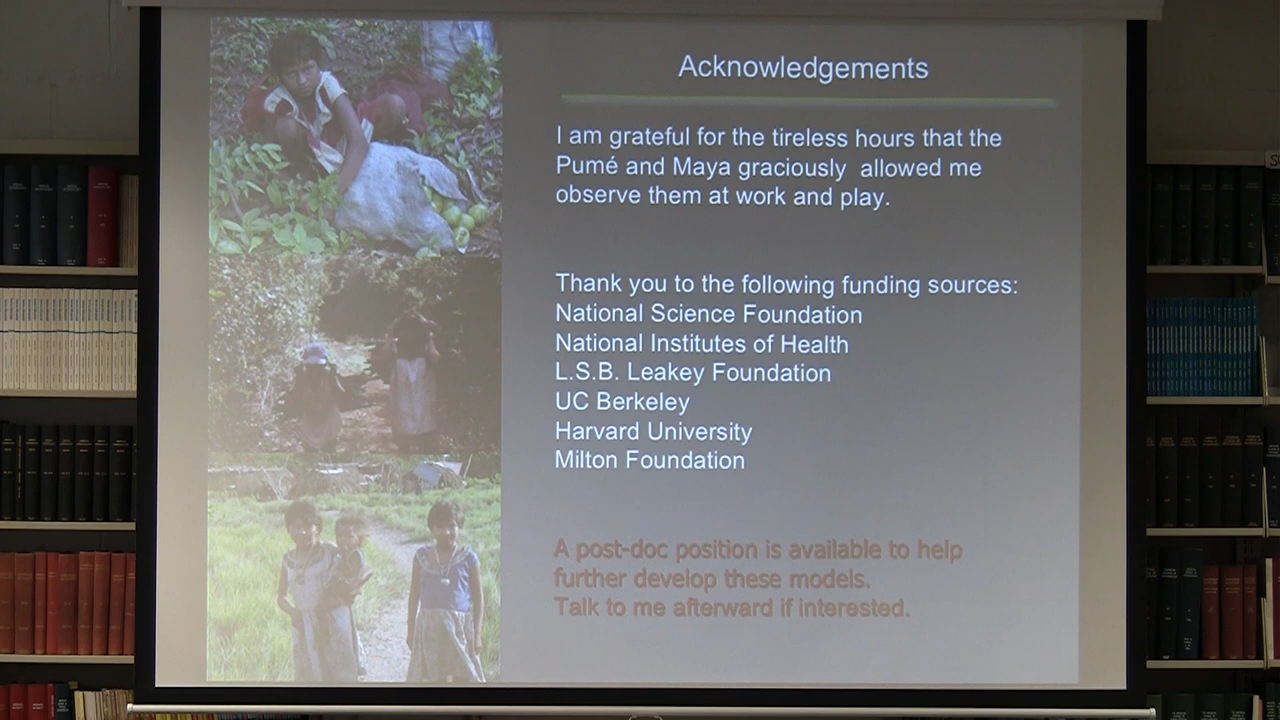 Acknowledgements
I am grateful for the tireless hours that the
Pumé and Maya graciously allowed me
observe them at work and play.
Thank you to the following funding sources:
National Science Foundation
National Institutes of Health
L.S.B. Leakey Foundation
UC Berkeley
Harvard University
Milton Foundation
A post-doc position is available to help
further develop these models.
Talk to me afterward if interested.